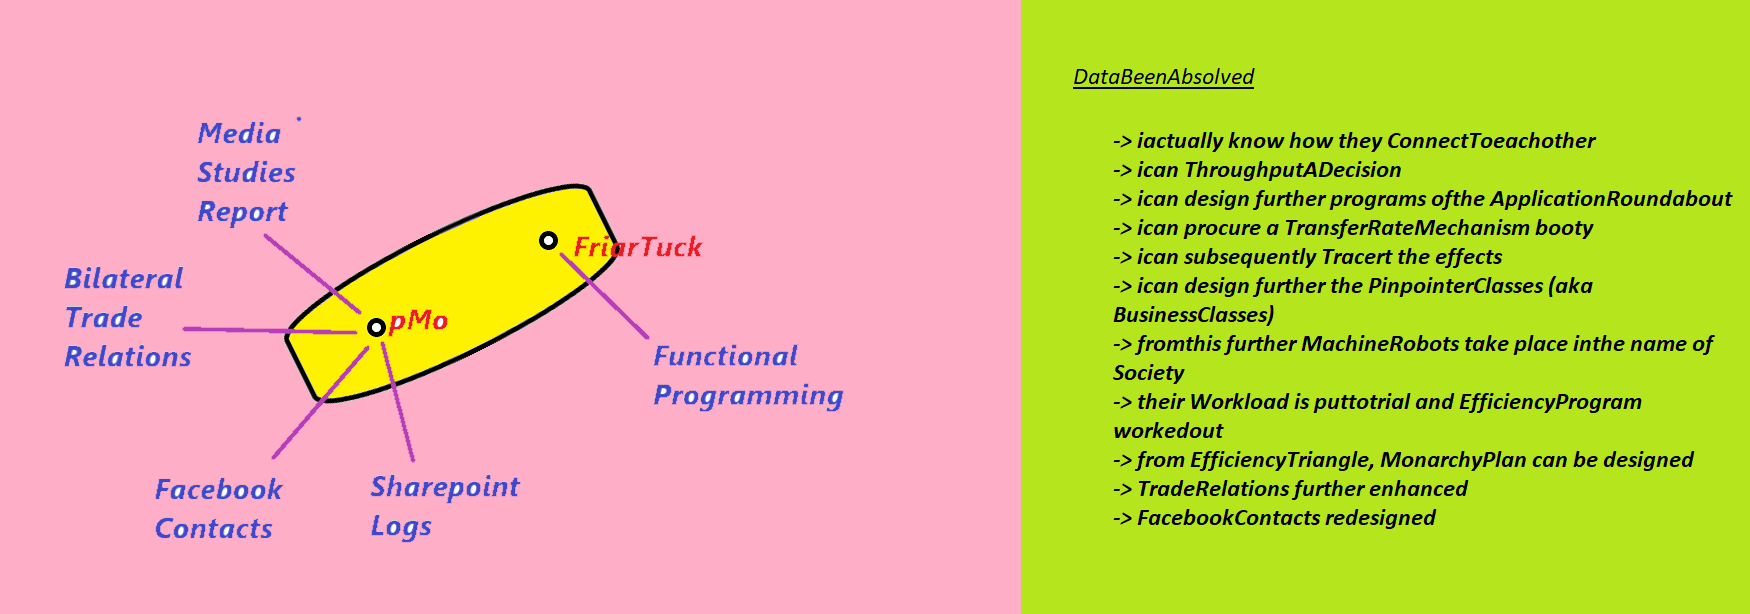 Media
Studies
Report
Bilateral
Trade
Relations
FriarTuck
pMo
Functional
Programming
Facebook
Contacts
Sharepoint
Logs
DataBeenAbsolved
-> iactually know how they ConnectToeachother
-> ican ThroughputADecision
-> ican design further programs ofthe ApplicationRoundabout
-> ican procure a TransferRateMechanism booty
-> ican subsequently Tracert the effects
-> ican design further the PinpointerClasses (aka
BusinessClasses)
-> fromthis further MachineRobots take place inthe name of
Society
-> their Workload is puttotrial and EfficiencyProgram
workedout
-> from EfficiencyTriangle, MonarchyPlan can be designed
-> TradeRelations further enhanced
-> FacebookContacts redesigned